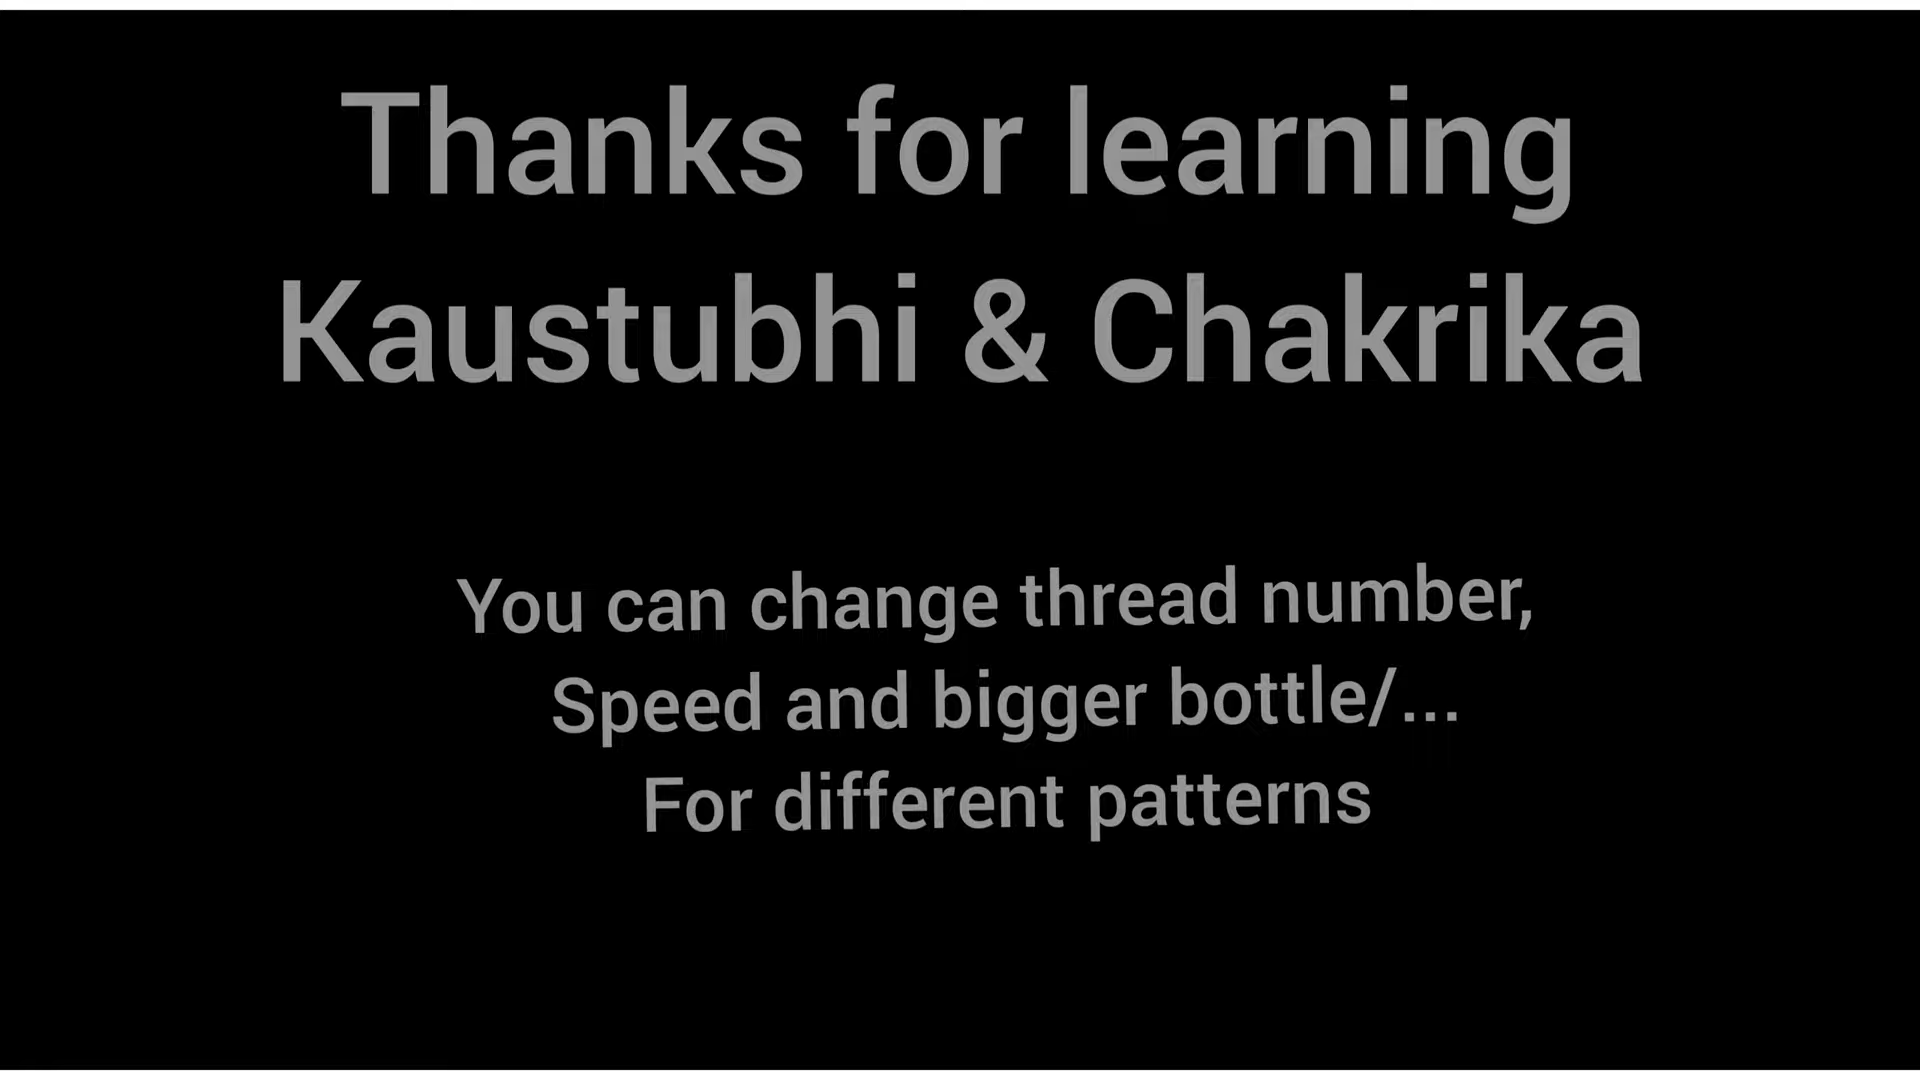 Thanks for learning
Kaustubhi & Chakrika
You can change thread number,
Speed and bigger bottle/...
For different patterns